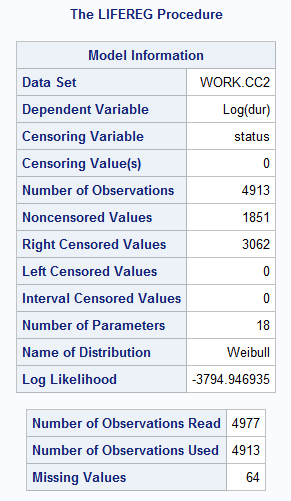 The LIFEREG Procedure
Model Information
Data Set WORK.CC2
Dependent Variable Log(dur)
Censoring Variable status
Censoring Value(s) 0
Number of Observations 4913
Noncensored Values 1851
Right Censored Values 3062
Left Censored Values 0
Interval Censored Values 0
Number of Parameters 18
Name of Distribution Weibull
Log Likelihood -3794.946935
Number of Observations Read 4977
Number of Observations Used 4913
Missing Values 64